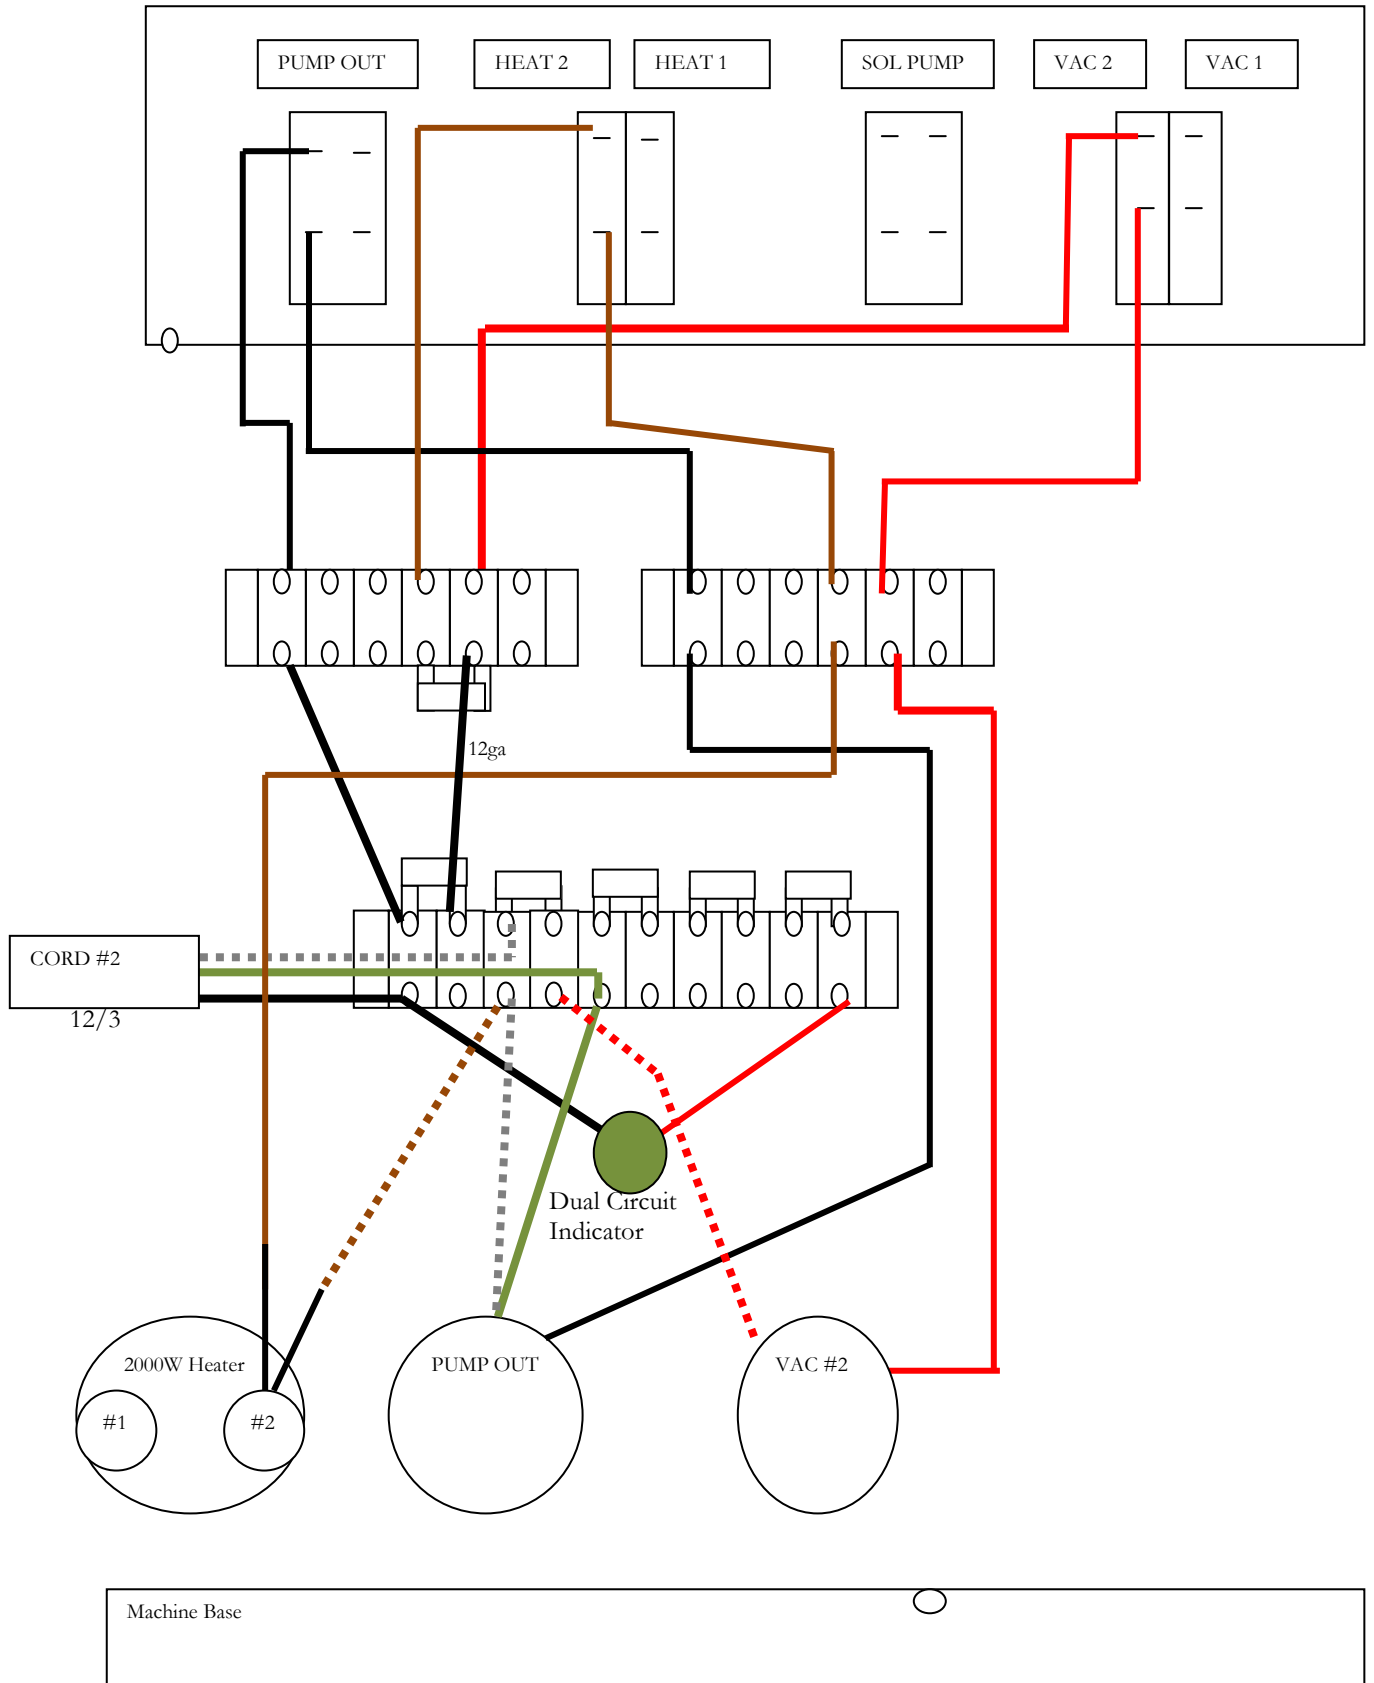 PUMP OUT
HEAT 2
HEAT 1
SOL PUMP
VAC 2
VAC 1
12ga
CORD #2
12/3
Dual Circuit
Indicator
2000W Heater
#1
#2
PUMP OUT
VAC #2
Machine Base